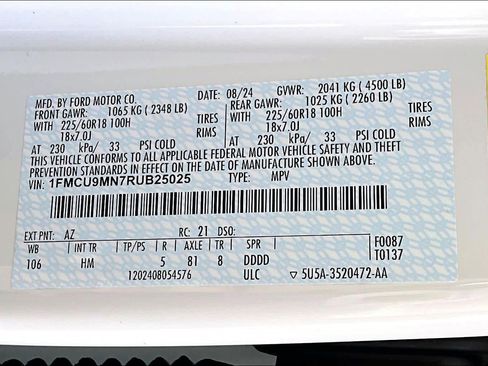 MFD. BY FORD MOTOR CO. DATE: 08/24 GVWR: 2041 KG (4500 LB)
FRONT GAWR: 1065 KG (2348 LB) REAR GAWR: 1025 KG (2260 LB)
WITH 225/60R18 100H TIRES WITH 225/60R18 100H TIRES
18x7.0J RIMS 18x7.0J RIMS
AT 230 kPa/ 33 PSI COLD AT 230 kPa/ 33 PSI COLD
THIS VEHICLE CONFORMS TO ALL APPLICABLE FEDERAL MOTOR VEHICLE SAFETY AND THEFT
PREVENTION STANDARDS IN EFFECT ON THE DATE OF MANUFACTURE SHOWN ABOVE.
VIN: 1FMCU9MN7RUB25025 TYPE: MPV
EXT PNT: AZ RC: 21 DSO:
WB INT TR TP/PS R AXLE TR SPR F0087
106 HM 5 81 8 DDDD T0137
1202408054576 ULC ▽ 5U5A-3520472-AA